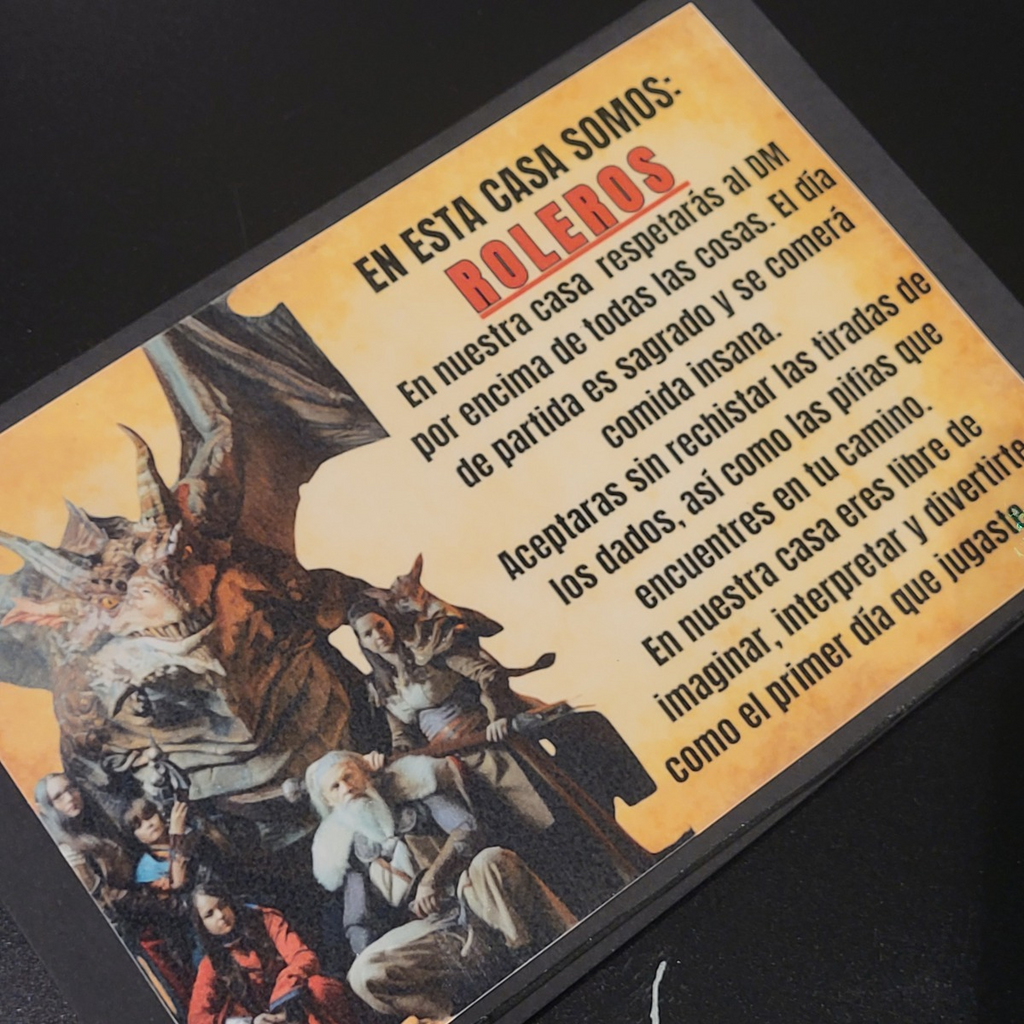 EN ESTA CASA SOMOS:
ROLEROS
En nuestra casa respetarás al DM
por encima de todas las cosas. El día
de partida es sagrado y se comerá
comida insana.
Aceptaras sin rechistar las tiradas de
los dados, así como las pifias que
encuentres en tu camino.
En nuestra casa eres libre de
imaginar, interpretar y divertirte
como el primer día que jugaste